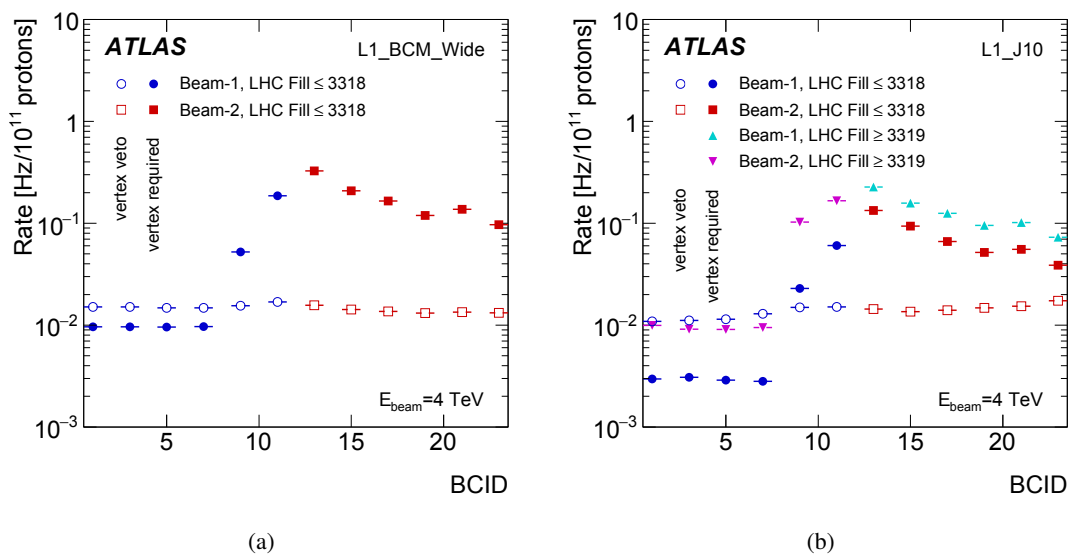 ATLAS
L1_BCM_Wide
Beam-1, LHC Fill ≤ 3318
Beam-2, LHC Fill ≤ 3318
vertex veto
vertex required
E_beam=4 TeV
Rate [Hz/10^11 protons]
10
1
10^−1
10^−2
10^−3
5 10 15 20
BCID
(a)
ATLAS
L1_J10
Beam-1, LHC Fill ≤ 3318
Beam-2, LHC Fill ≤ 3318
Beam-1, LHC Fill ≥ 3319
Beam-2, LHC Fill ≥ 3319
vertex veto
vertex required
E_beam=4 TeV
Rate [Hz/10^11 protons]
10
1
10^−1
10^−2
10^−3
5 10 15 20
BCID
(b)